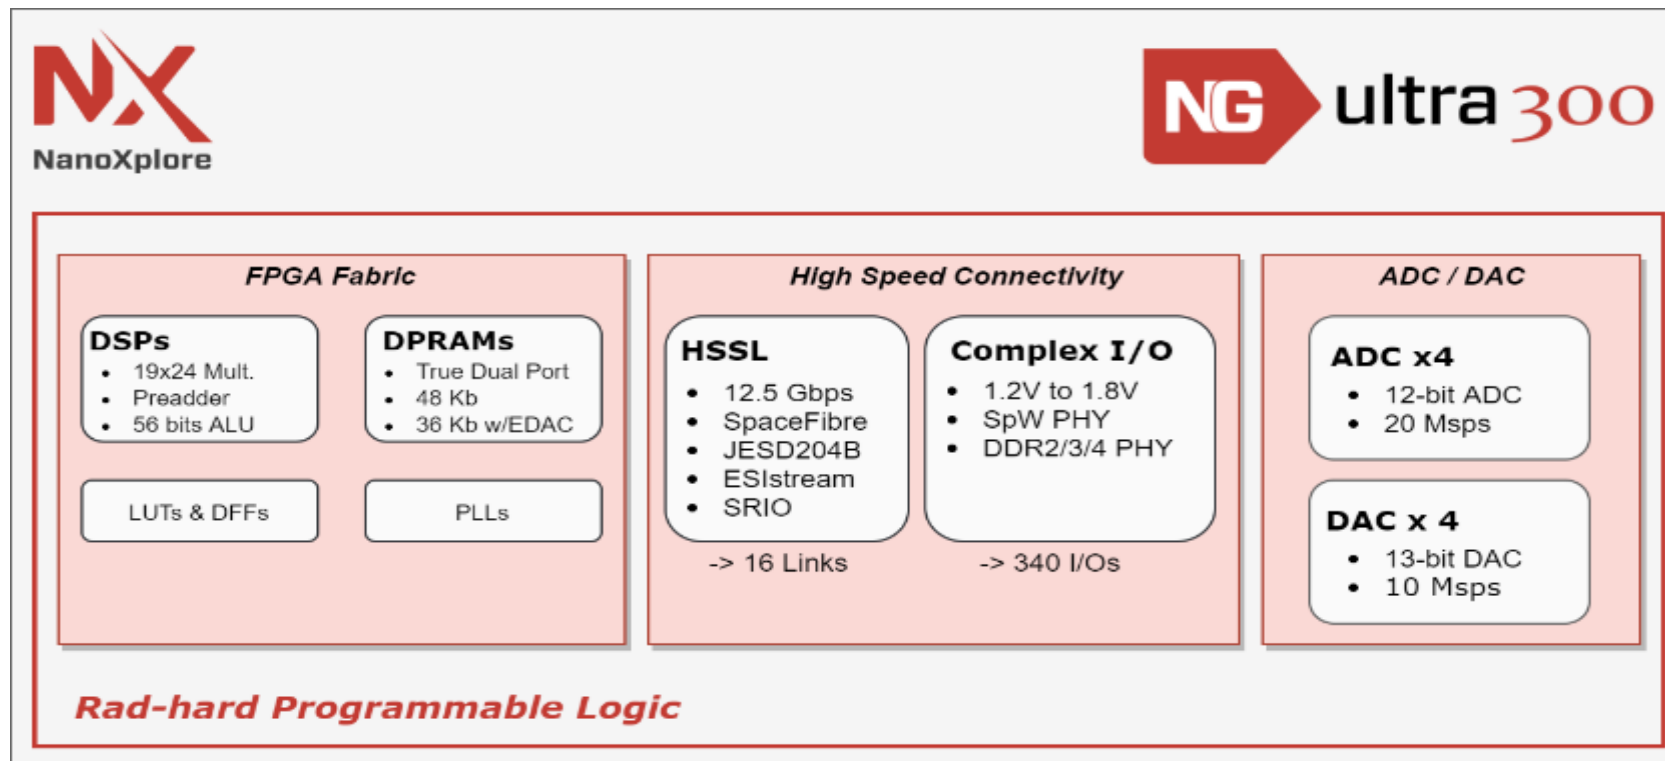 NX
NanoXplore
NG ultra 300
FPGA Fabric
DSPs
• 19x24 Mult.
• Preadder
• 56 bits ALU
DPRAMs
• True Dual Port
• 48 Kb
• 36 Kb w/EDAC
LUTs & DFFs
PLLs
High Speed Connectivity
HSSL
• 12.5 Gbps
• SpaceFibre
• JESD204B
• ESIstream
• SRIO
-> 16 Links
Complex I/O
• 1.2V to 1.8V
• SpW PHY
• DDR2/3/4 PHY
-> 340 I/Os
ADC / DAC
ADC x4
• 12-bit ADC
• 20 Msps
DAC x 4
• 13-bit DAC
• 10 Msps
Rad-hard Programmable Logic